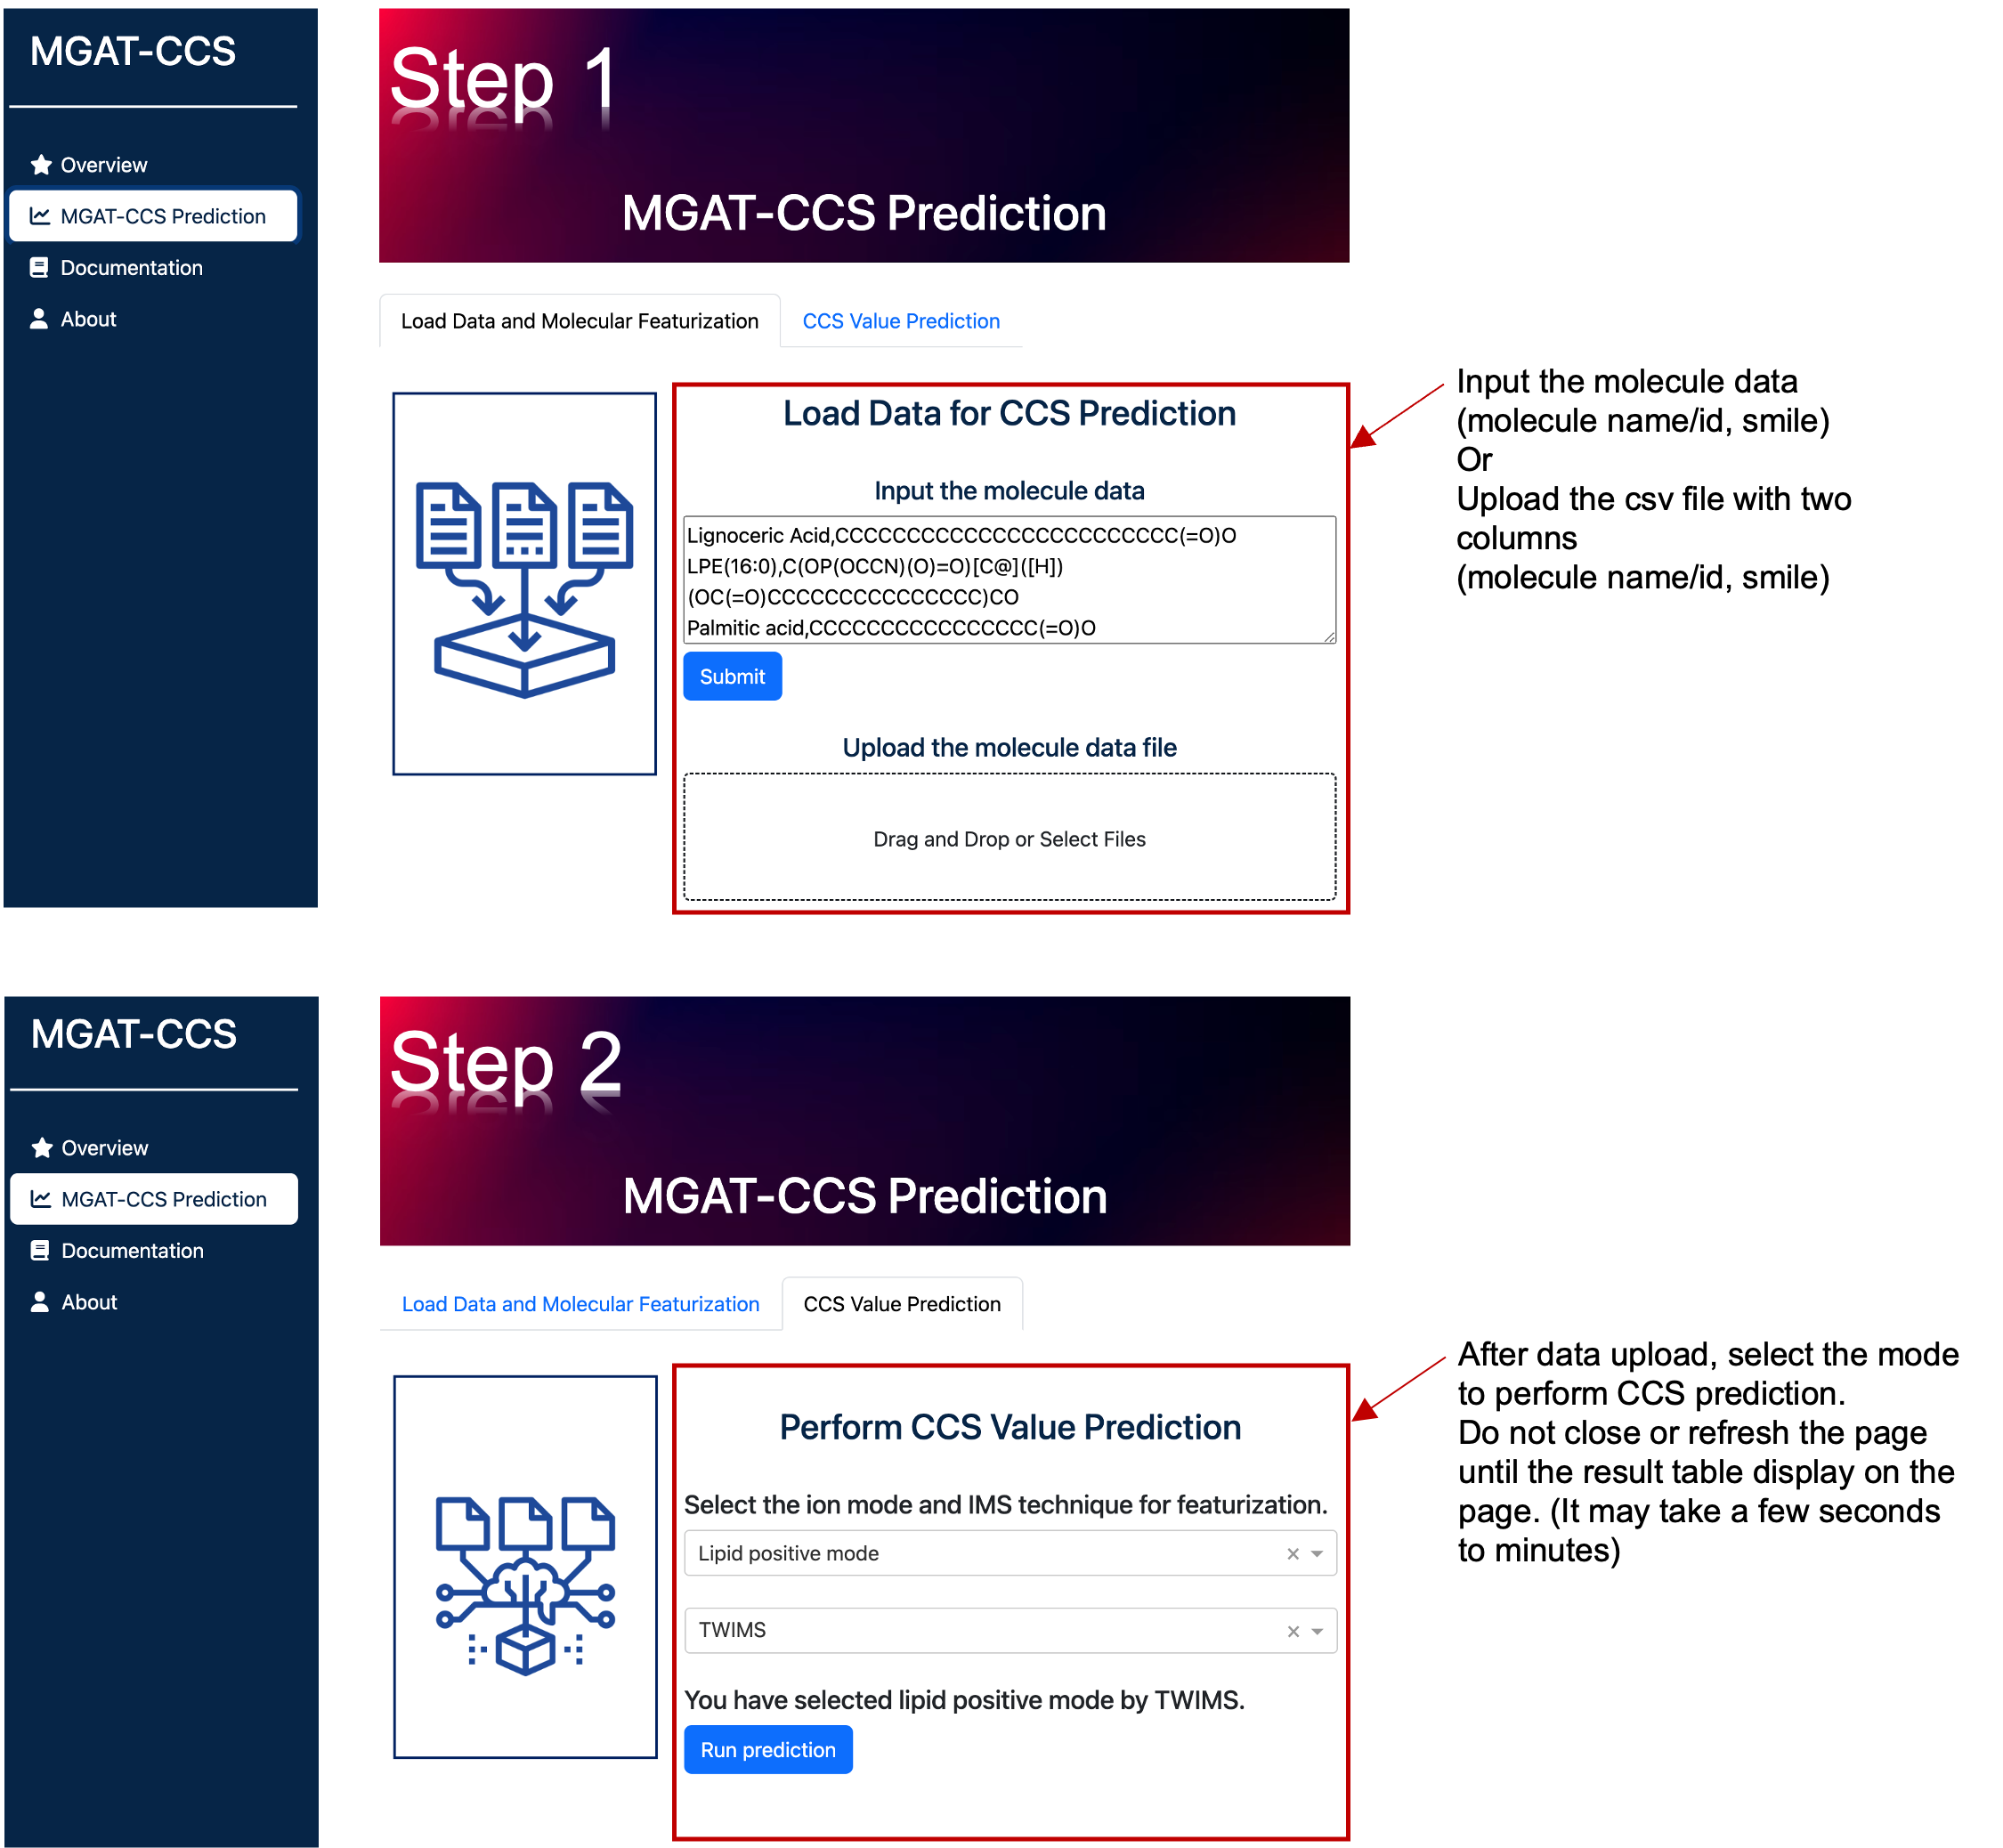 MGAT-CCS
Overview
MGAT-CCS Prediction
Documentation
About
Step 1
MGAT-CCS Prediction
Load Data and Molecular Featurization
CCS Value Prediction
Load Data for CCS Prediction
Input the molecule data
Lignoceric Acid,CCCCCCCCCCCCCCCCCCCCCCCC(=O)O
LPE(16:0),C(OP(OCCN)(O)=O)[C@]([H])
(OC(=O)CCCCCCCCCCCCCCC)CO
Palmitic acid,CCCCCCCCCCCCCCCC(=O)O
Submit
Upload the molecule data file
Drag and Drop or Select Files
Input the molecule data
(molecule name/id, smile)
Or
Upload the csv file with two
columns
(molecule name/id, smile)
MGAT-CCS
Overview
MGAT-CCS Prediction
Documentation
About
Step 2
MGAT-CCS Prediction
Load Data and Molecular Featurization
CCS Value Prediction
Perform CCS Value Prediction
Select the ion mode and IMS technique for featurization.
Lipid positive mode
TWIMS
You have selected lipid positive mode by TWIMS.
Run prediction
After data upload, select the mode
to perform CCS prediction.
Do not close or refresh the page
until the result table display on the
page. (It may take a few seconds
to minutes)